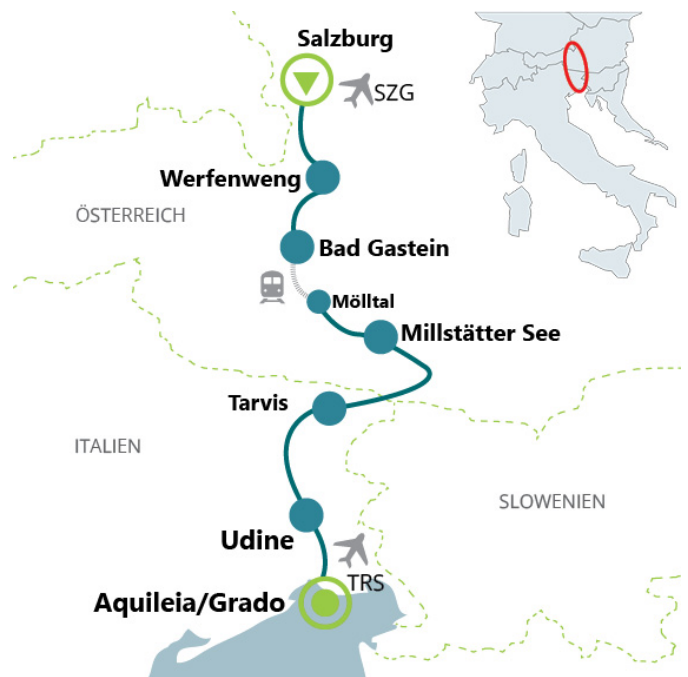 Salzburg
SZG
Werfenweng
ÖSTERREICH
Bad Gastein
Mölltal
Millstätter See
Tarvis
ITALIEN
SLOWENIEN
Udine
TRS
Aquileia/Grado